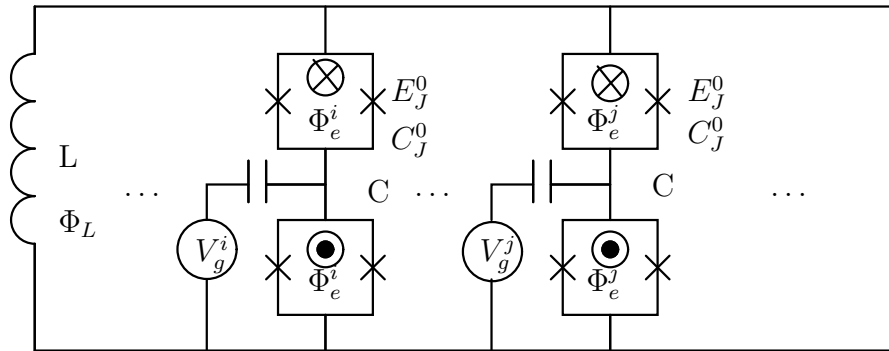 Φ_e^i
E_J^0
C_J^0
Φ_e^j
E_J^0
C_J^0
L
Φ_L
. . .
C
. . .
C
. . .
V_g^i
Φ_e^i
V_g^j
Φ_e^j